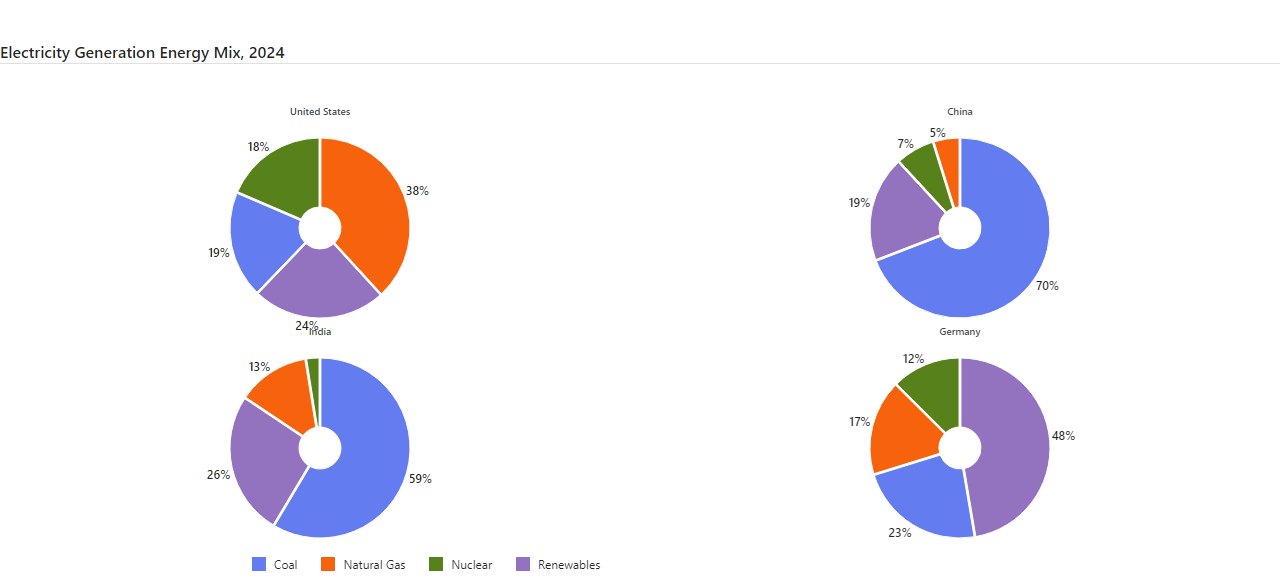 Electricity Generation Energy Mix, 2024
United States
18%
38%
19%
24%
China
5%
7%
19%
70%
India
13%
26%
59%
Germany
12%
17%
48%
23%
Coal Natural Gas Nuclear Renewables